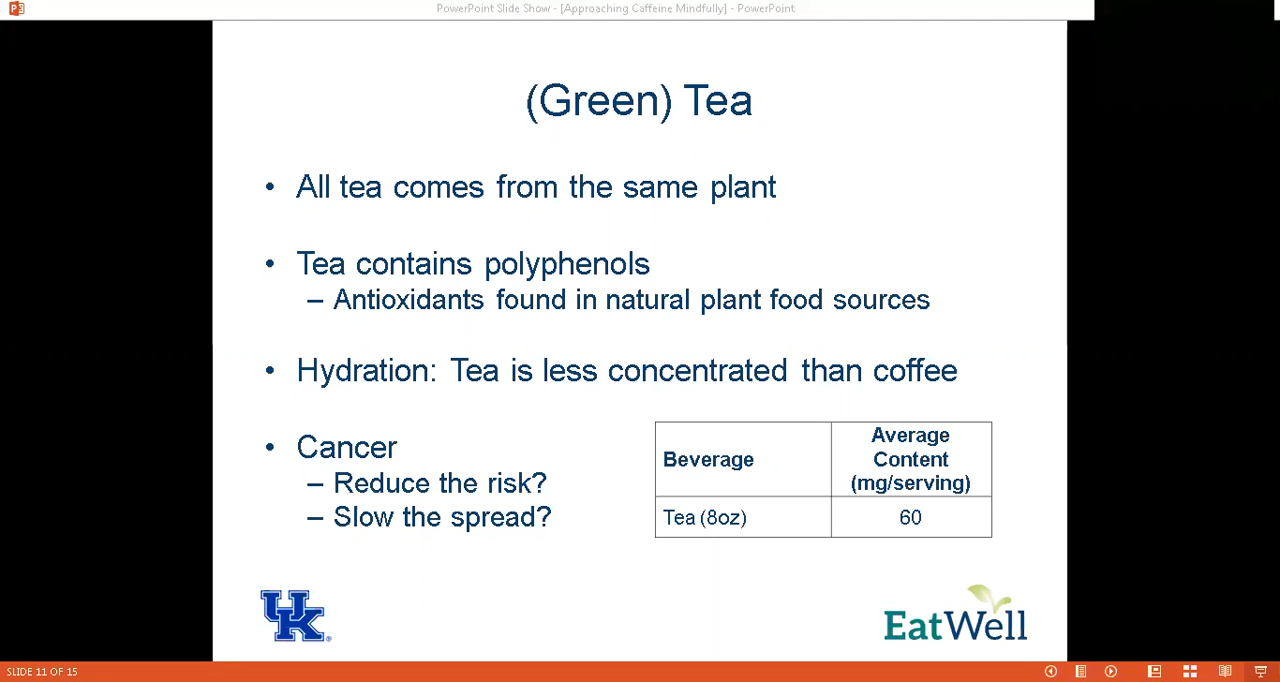 PowerPoint Slide Show - [Approaching Caffeine Mindfully] - PowerPoint
(Green) Tea
• All tea comes from the same plant
• Tea contains polyphenols
– Antioxidants found in natural plant food sources
• Hydration: Tea is less concentrated than coffee
• Cancer
– Reduce the risk?
– Slow the spread?
Beverage
Average
Content
(mg/serving)
Tea (8oz)
60
UK
EatWell
SLIDE 11 OF 15